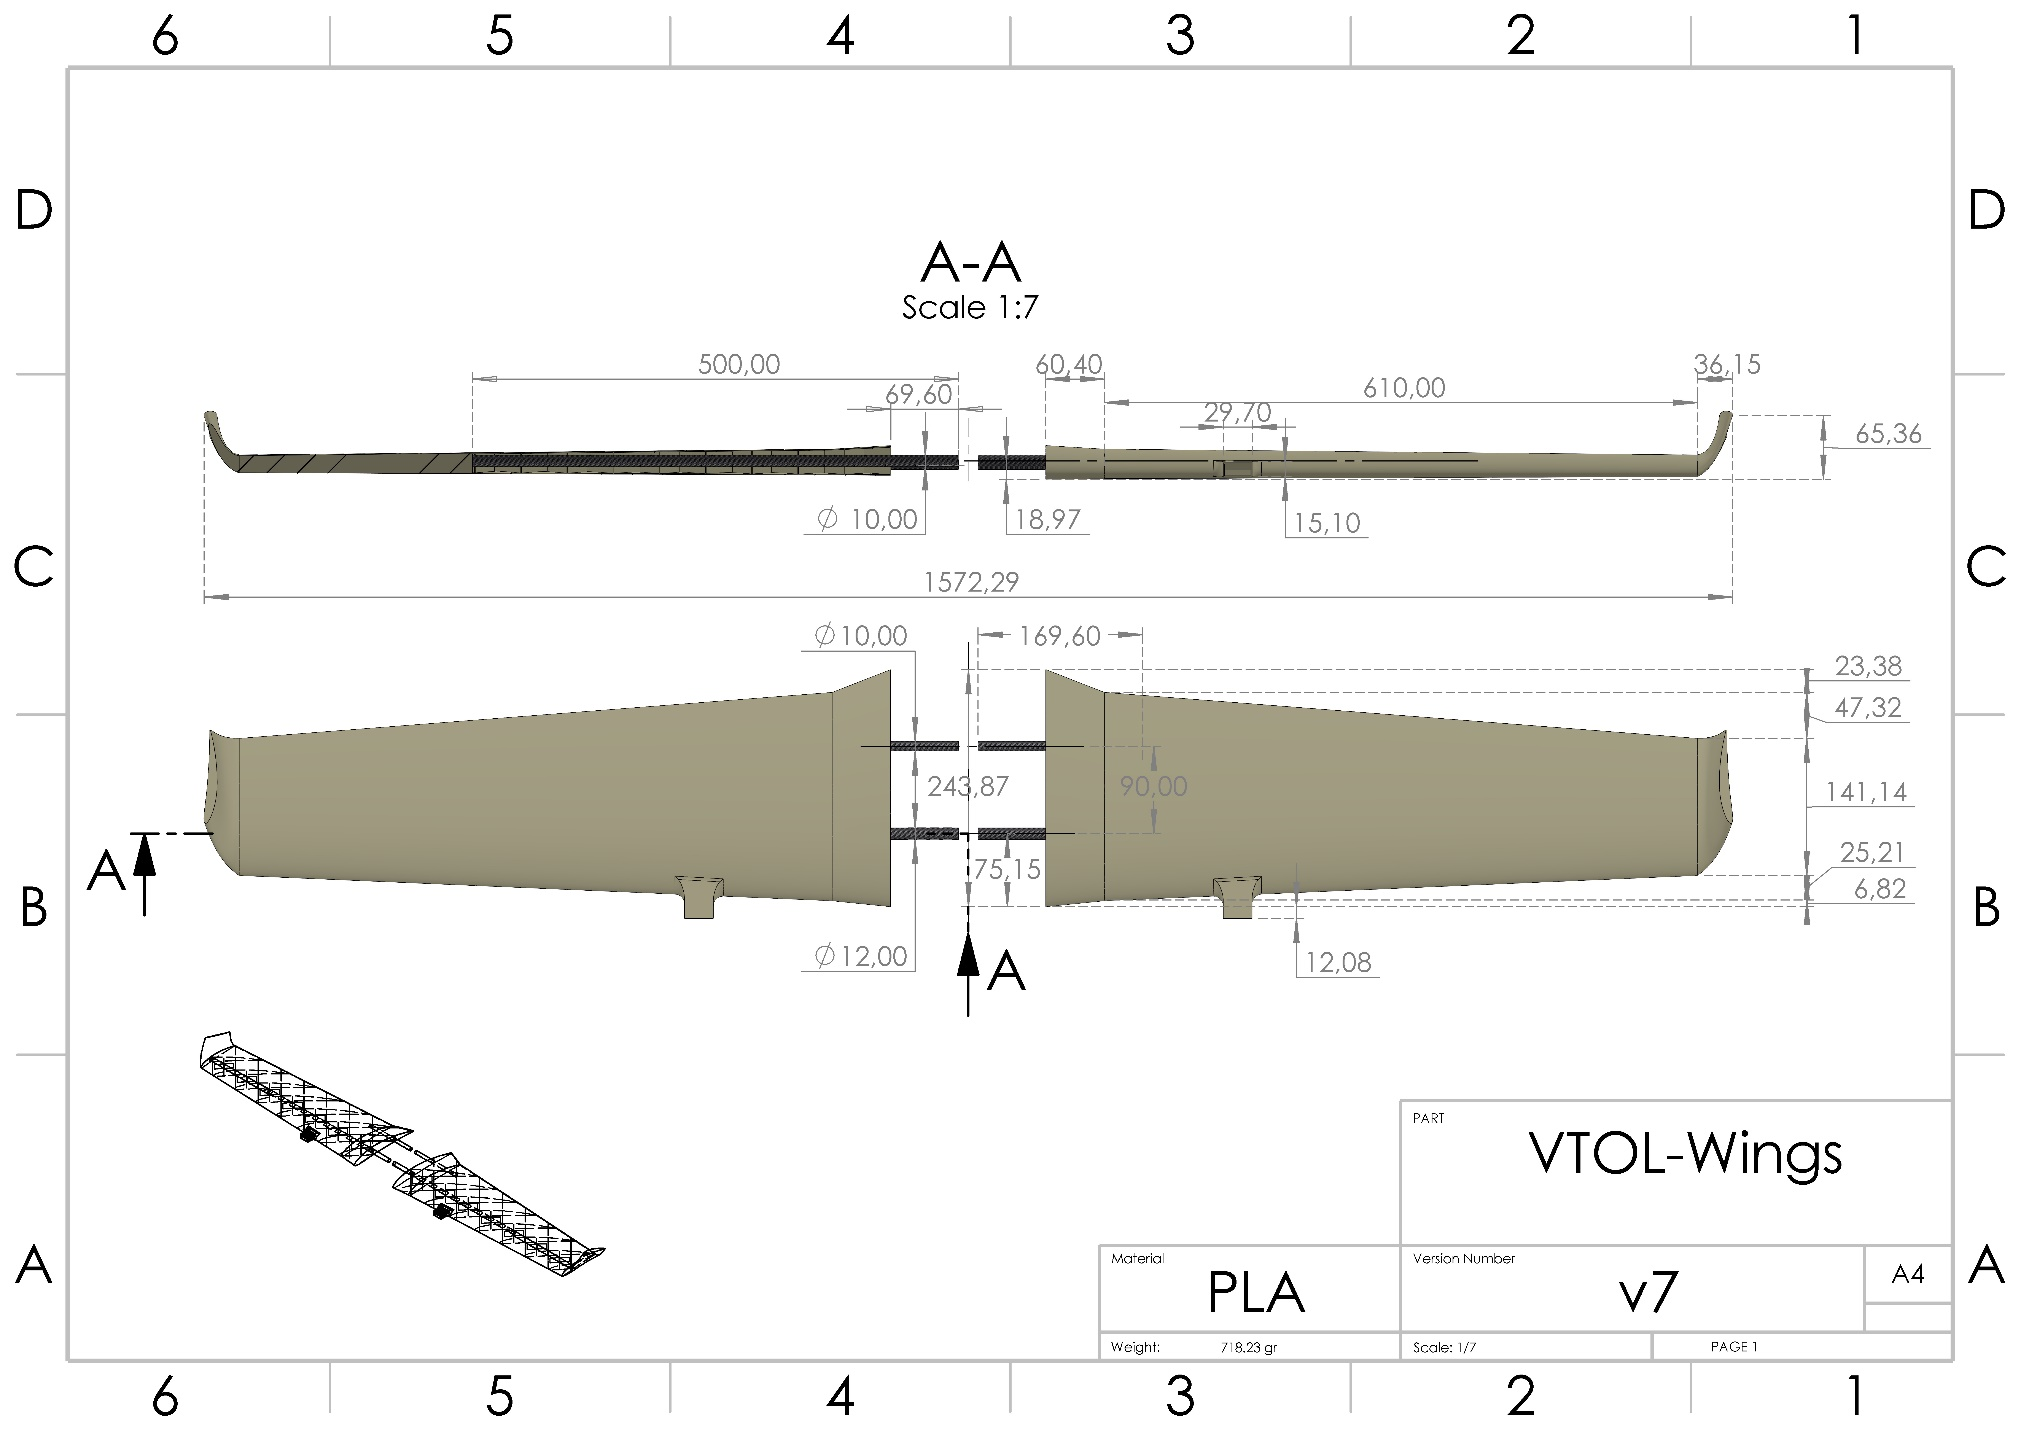 6 5 4 3 2 1
D D
A-A
Scale 1:7
500,00
60,40
36,15
69,60
610,00
29,70
65,36
Ø 10,00
18,97
15,10
C C
1572,29
Ø10,00
169,60
23,38
47,32
243,87
90,00
141,14
A
75,15
25,21
6,82
B B
Ø12,00
A
12,08
PART
VTOL-Wings
A A
Material
PLA
Version Number
v7
A4
Weight: 718.23 gr
Scale: 1/7
PAGE 1
6 5 4 3 2 1